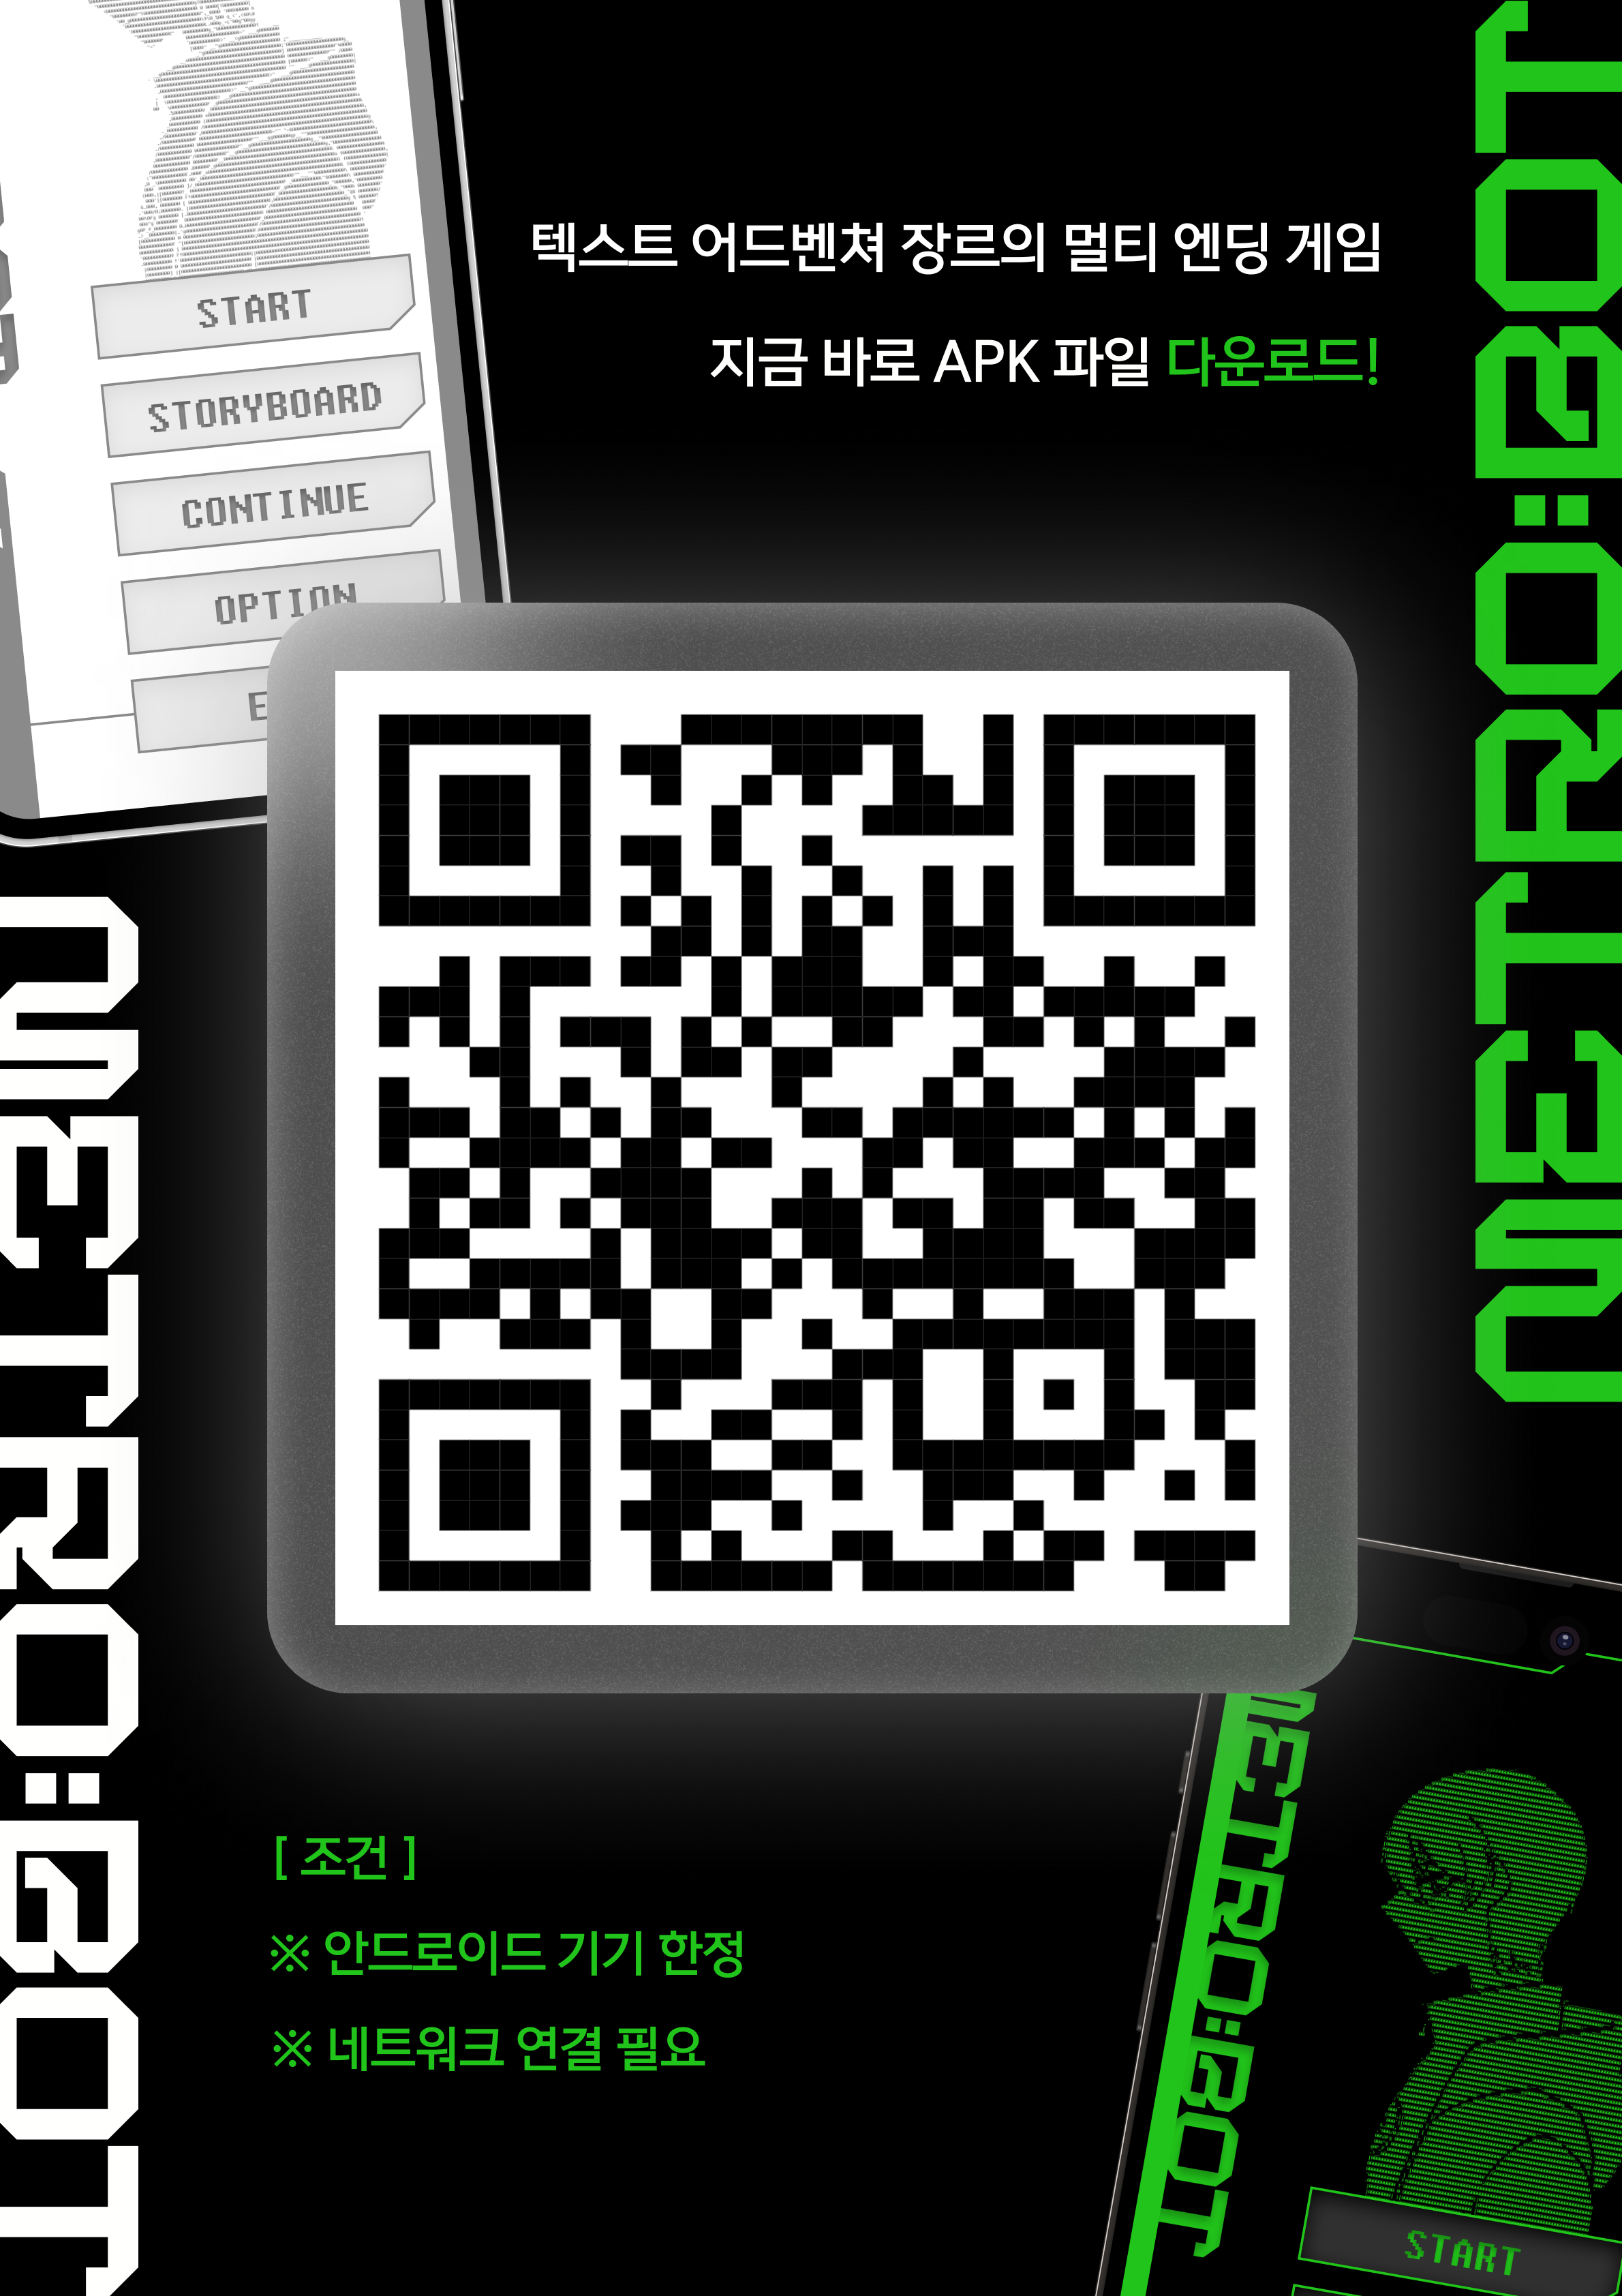 텍스트 어드벤쳐 장르의 멀티 엔딩 게임
지금 바로 APK 파일 다운로드!
START
STORYBOARD
CONTINUE
OPTION
NETRO:BOT
NETRO:BOT
[ 조건 ]
※ 안드로이드 기기 한정
※ 네트워크 연결 필요
NETRO:BOT
START